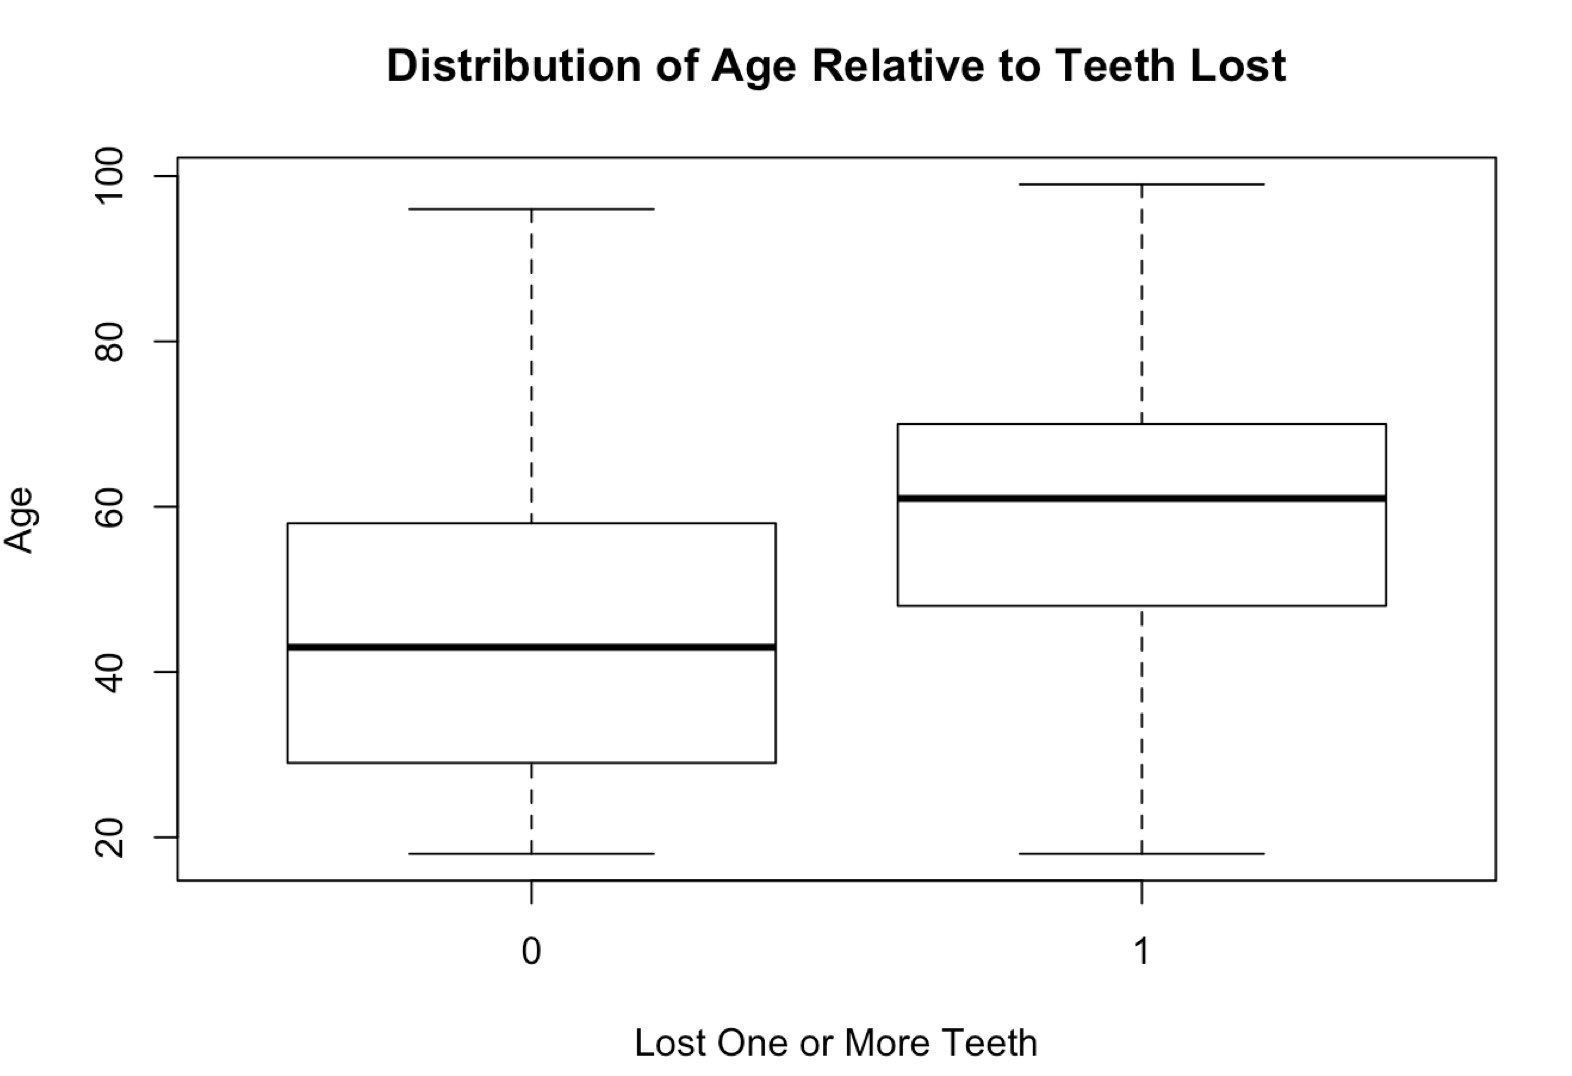 Distribution of Age Relative to Teeth Lost
100
80
60
40
20
Age
0 1
Lost One or More Teeth